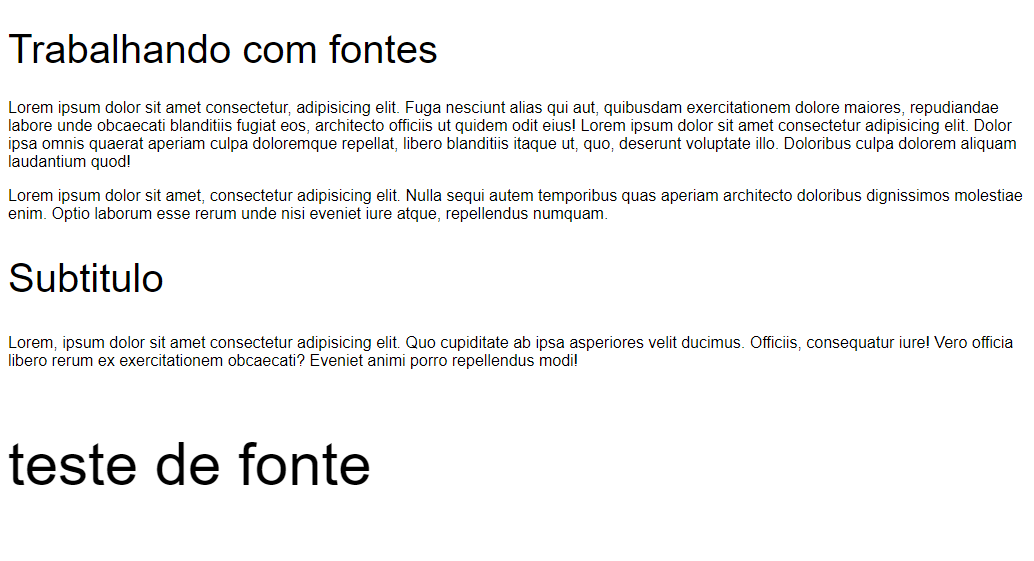 Trabalhando com fontes
Lorem ipsum dolor sit amet consectetur, adipisicing elit. Fuga nesciunt alias qui aut, quibusdam exercitationem dolore maiores, repudiandae
labore unde obcaecati blanditiis fugiat eos, architecto officiis ut quidem odit eius! Lorem ipsum dolor sit amet consectetur adipisicing elit. Dolor
ipsa omnis quaerat aperiam culpa doloremque repellat, libero blanditiis itaque ut, quo, deserunt voluptate illo. Doloribus culpa dolorem aliquam
laudantium quod!
Lorem ipsum dolor sit amet, consectetur adipisicing elit. Nulla sequi autem temporibus quas aperiam architecto doloribus dignissimos molestiae
enim. Optio laborum esse rerum unde nisi eveniet iure atque, repellendus numquam.
Subtitulo
Lorem, ipsum dolor sit amet consectetur adipisicing elit. Quo cupiditate ab ipsa asperiores velit ducimus. Officiis, consequatur iure! Vero officia
libero rerum ex exercitationem obcaecati? Eveniet animi porro repellendus modi!
teste de fonte